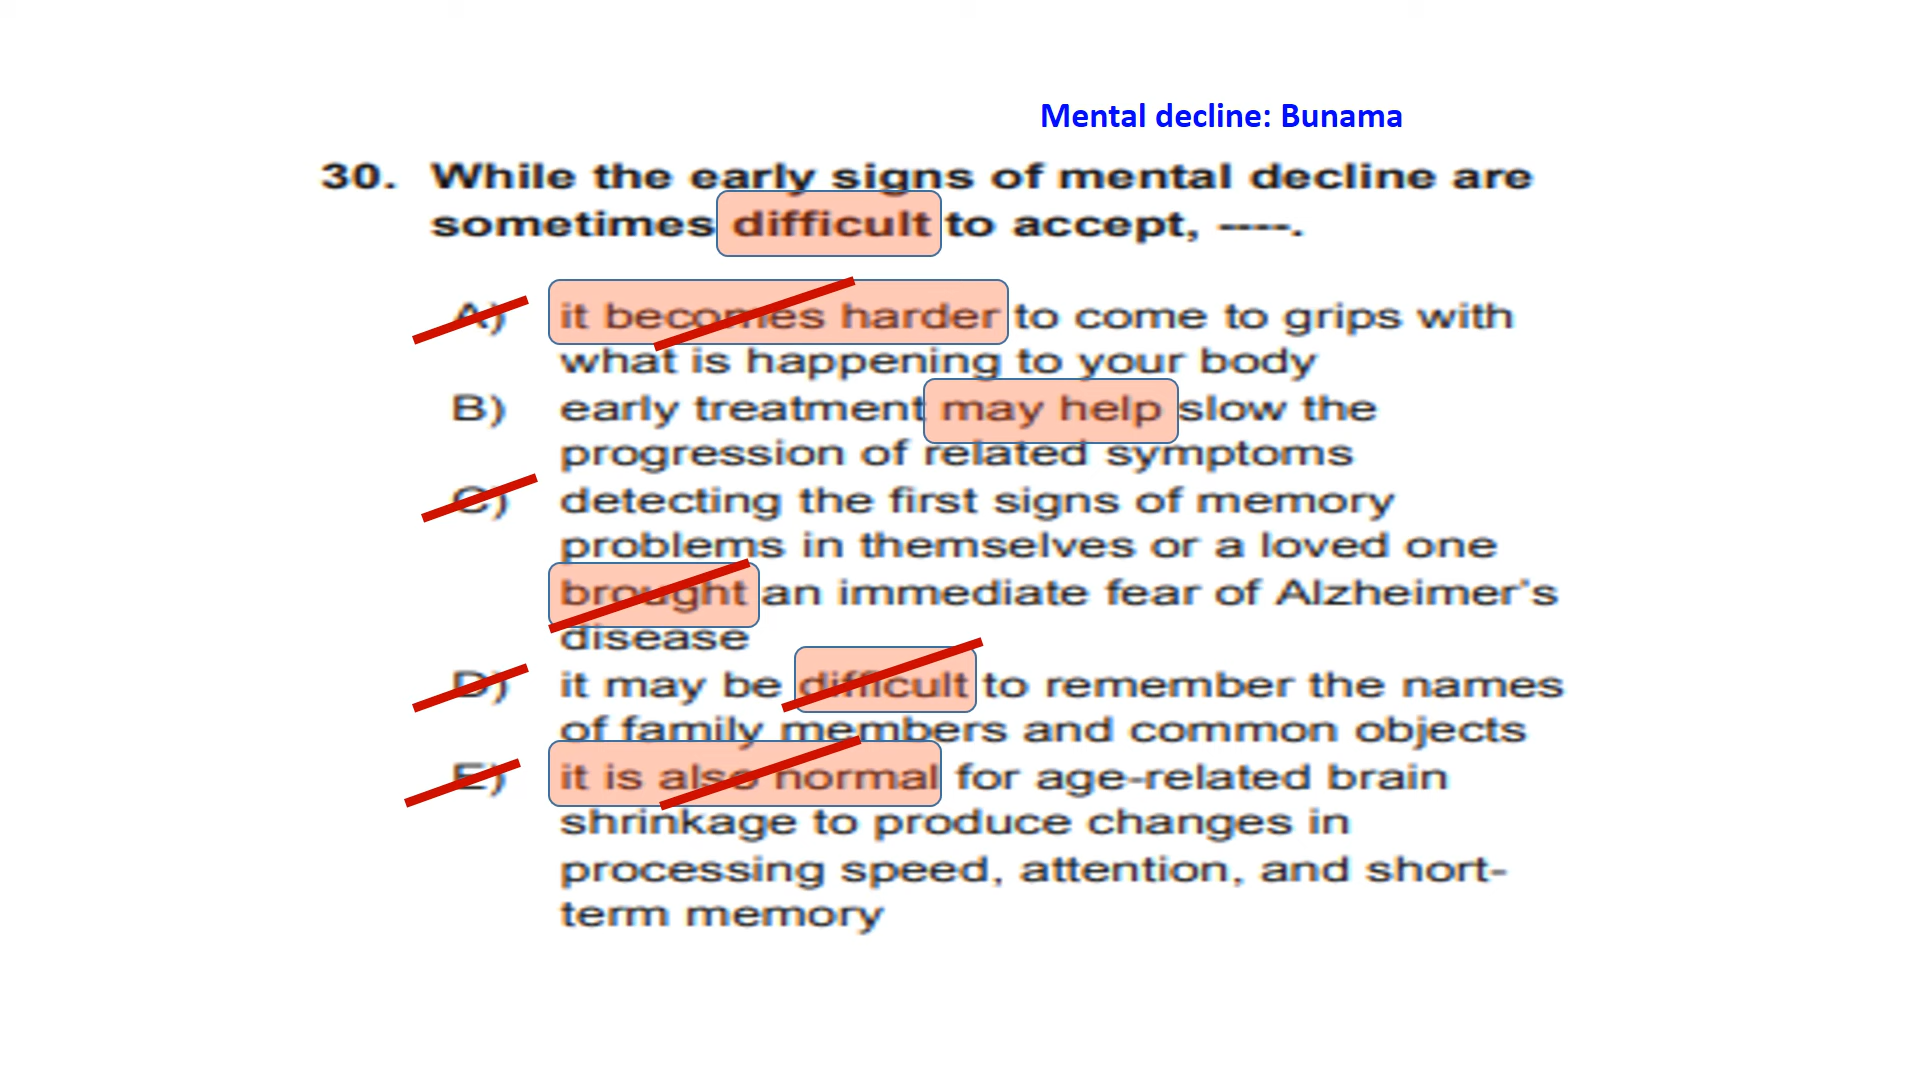 Mental decline: Bunama
30. While the early signs of mental decline are
sometimes difficult to accept, ----.
A) it becomes harder to come to grips with
what is happening to your body
B) early treatment may help slow the
progression of related symptoms
C) detecting the first signs of memory
problems in themselves or a loved one
brought an immediate fear of Alzheimer's
disease
D) it may be difficult to remember the names
of family members and common objects
E) it is also normal for age-related brain
shrinkage to produce changes in
processing speed, attention, and short-
term memory